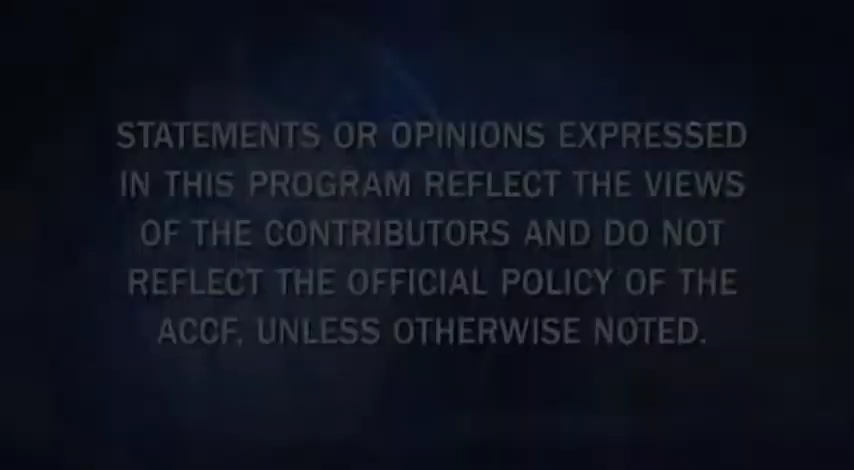 STATEMENTS OR OPINIONS EXPRESSED
IN THIS PROGRAM REFLECT THE VIEWS
OF THE CONTRIBUTORS AND DO NOT
REFLECT THE OFFICIAL POLICY OF THE
ACCF, UNLESS OTHERWISE NOTED.